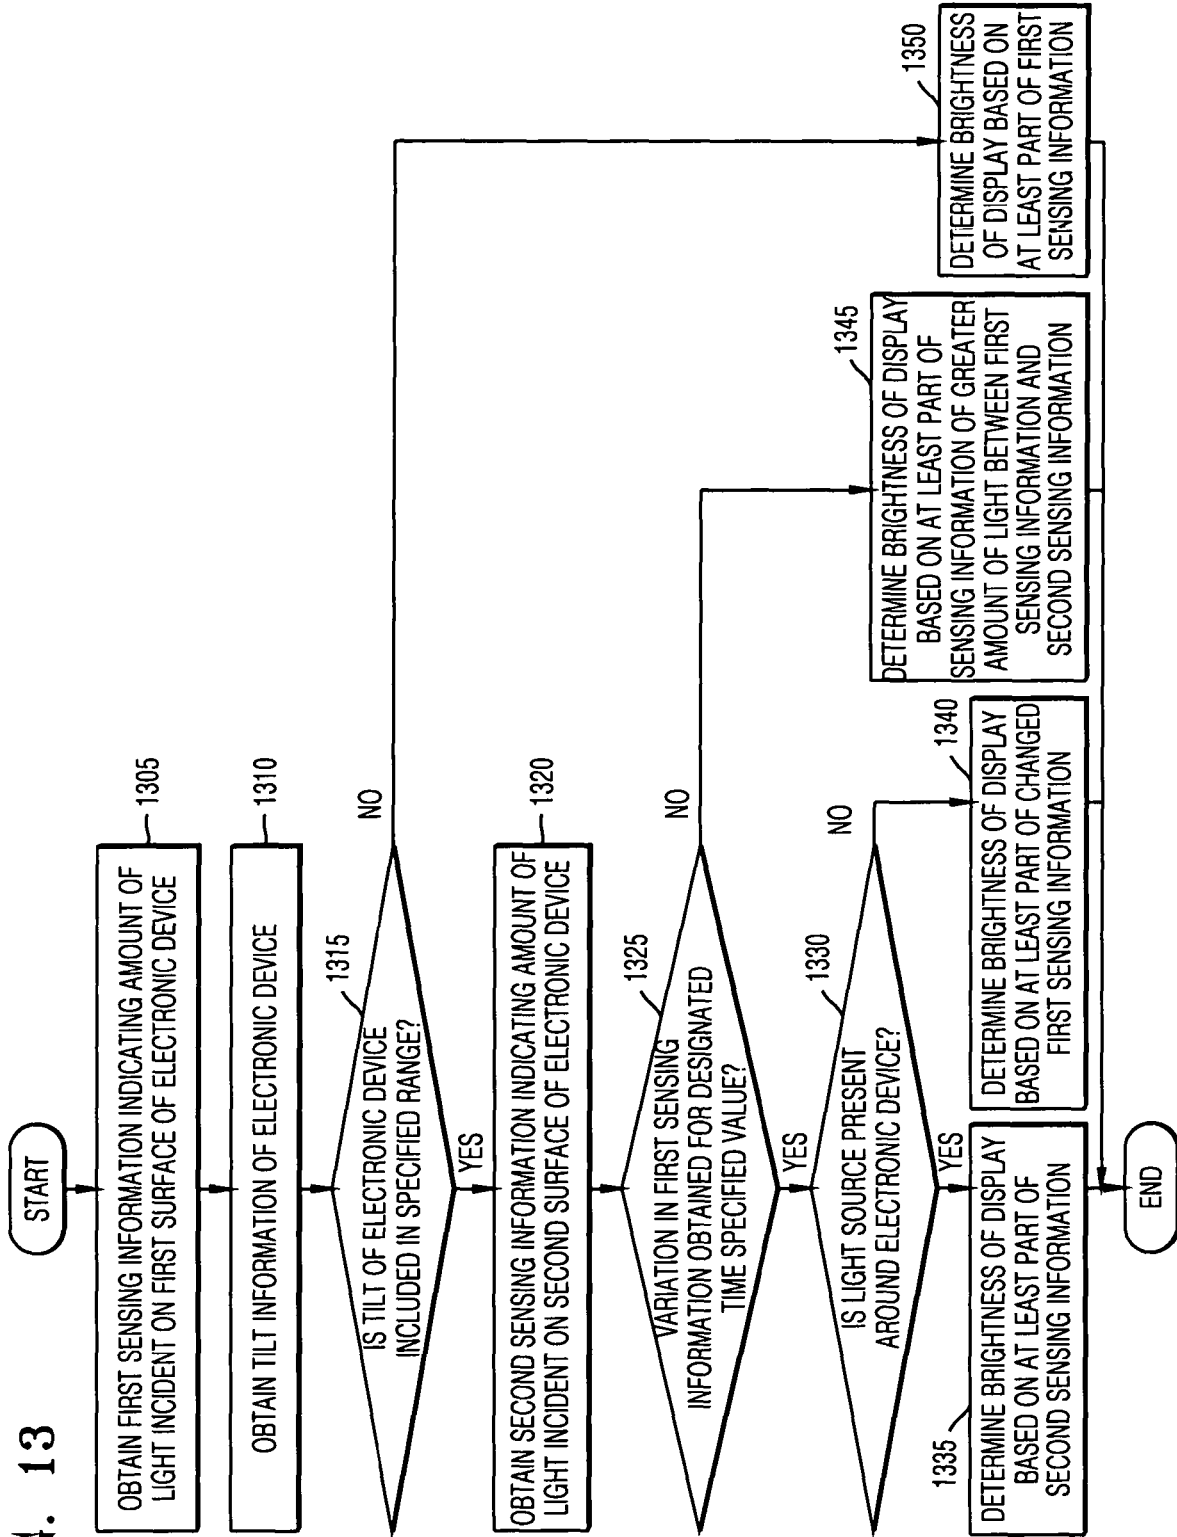 . 13
START
OBTAIN FIRST SENSING INFORMATION INDICATING AMOUNT OF
LIGHT INCIDENT ON FIRST SURFACE OF ELECTRONIC DEVICE
1305
OBTAIN TILT INFORMATION OF ELECTRONIC DEVICE
1310
IS TILT OF ELECTRONIC DEVICE
INCLUDED IN SPECIFIED RANGE?
1315
NO
YES
OBTAIN SECOND SENSING INFORMATION INDICATING AMOUNT OF
LIGHT INCIDENT ON SECOND SURFACE OF ELECTRONIC DEVICE
1320
VARIATION IN FIRST SENSING
INFORMATION OBTAINED FOR DESIGNATED
TIME SPECIFIED VALUE?
1325
NO
YES
IS LIGHT SOURCE PRESENT
AROUND ELECTRONIC DEVICE?
1330
NO
YES
1335
DETERMINE BRIGHTNESS OF DISPLAY
BASED ON AT LEAST PART OF
SECOND SENSING INFORMATION
1340
DETERMINE BRIGHTNESS OF DISPLAY
BASED ON AT LEAST PART OF CHANGED
FIRST SENSING INFORMATION
1345
DETERMINE BRIGHTNESS OF DISPLAY
BASED ON AT LEAST PART OF
SENSING INFORMATION OF GREATER
AMOUNT OF LIGHT BETWEEN FIRST
SENSING INFORMATION AND
SECOND SENSING INFORMATION
1350
DETERMINE BRIGHTNESS
OF DISPLAY BASED ON
AT LEAST PART OF FIRST
SENSING INFORMATION
END